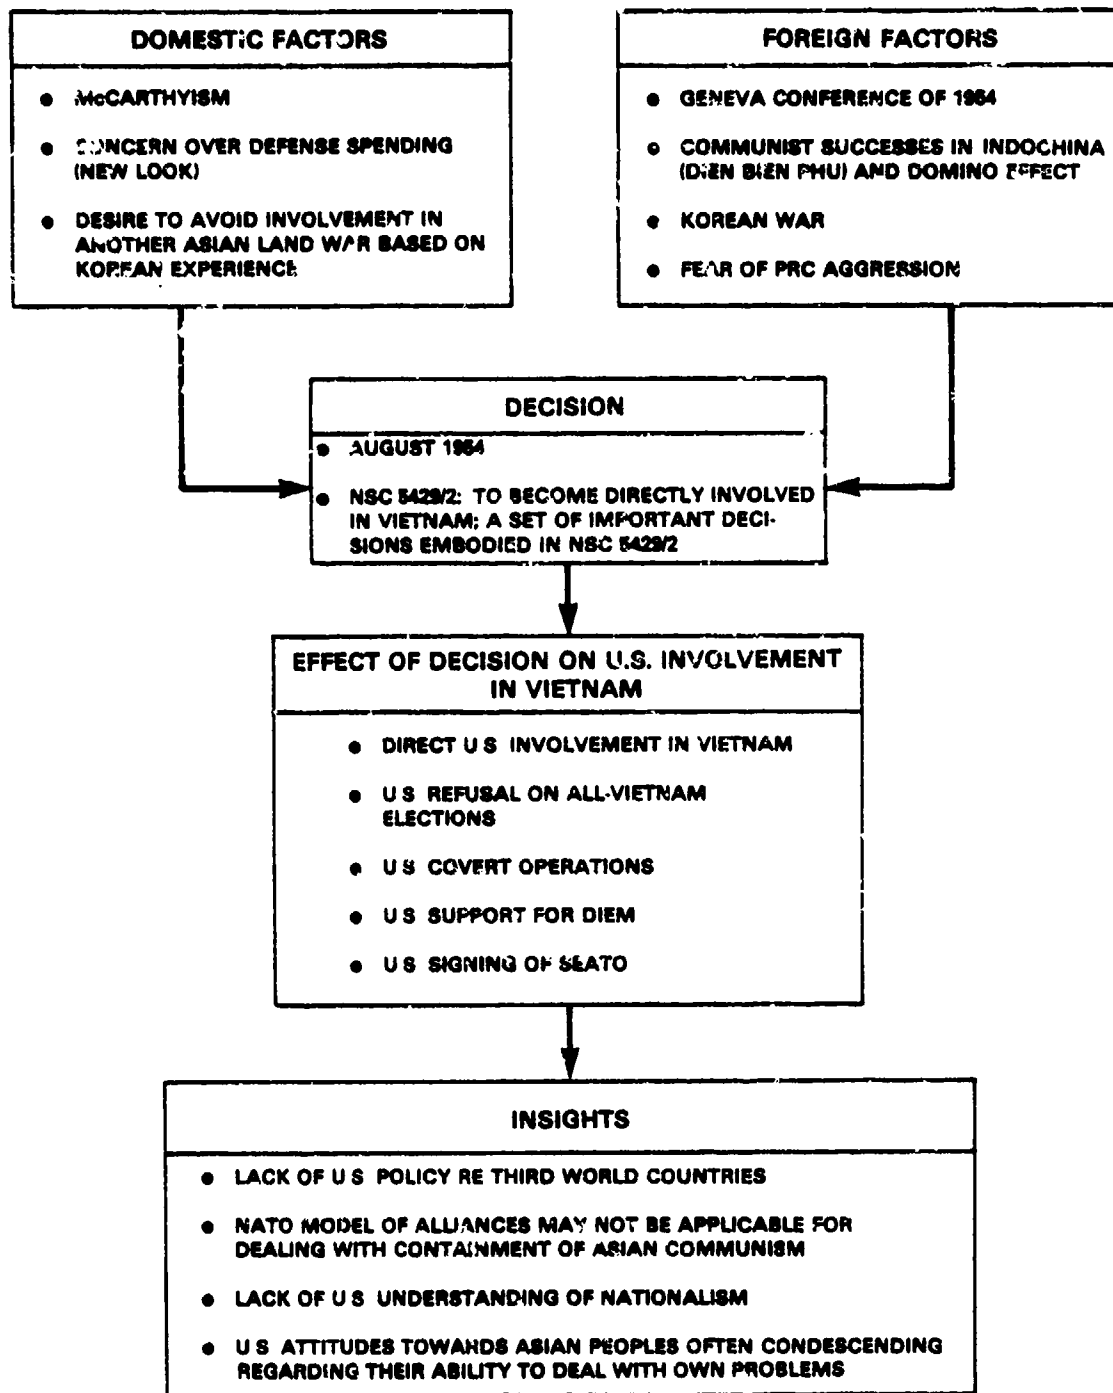 DOMESTIC FACTORS
• McCARTHYISM
• CONCERN OVER DEFENSE SPENDING
(NEW LOOK)
• DESIRE TO AVOID INVOLVEMENT IN
ANOTHER ASIAN LAND WAR BASED ON
KOREAN EXPERIENCE
FOREIGN FACTORS
• GENEVA CONFERENCE OF 1954
• COMMUNIST SUCCESSES IN INDOCHINA
(DIEN BIEN PHU) AND DOMINO EFFECT
• KOREAN WAR
• FEAR OF PRC AGGRESSION
DECISION
• AUGUST 1954
• NSC 5429/2: TO BECOME DIRECTLY INVOLVED
IN VIETNAM; A SET OF IMPORTANT DECI-
SIONS EMBODIED IN NSC 5429/2
EFFECT OF DECISION ON U.S. INVOLVEMENT
IN VIETNAM
• DIRECT U S INVOLVEMENT IN VIETNAM
• U S REFUSAL ON ALL-VIETNAM
ELECTIONS
• U S COVERT OPERATIONS
• U S SUPPORT FOR DIEM
• U S SIGNING OF SEATO
INSIGHTS
• LACK OF U S POLICY RE THIRD WORLD COUNTRIES
• NATO MODEL OF ALLIANCES MAY NOT BE APPLICABLE FOR
DEALING WITH CONTAINMENT OF ASIAN COMMUNISM
• LACK OF U S UNDERSTANDING OF NATIONALISM
• U S ATTITUDES TOWARDS ASIAN PEOPLES OFTEN CONDESCENDING
REGARDING THEIR ABILITY TO DEAL WITH OWN PROBLEMS